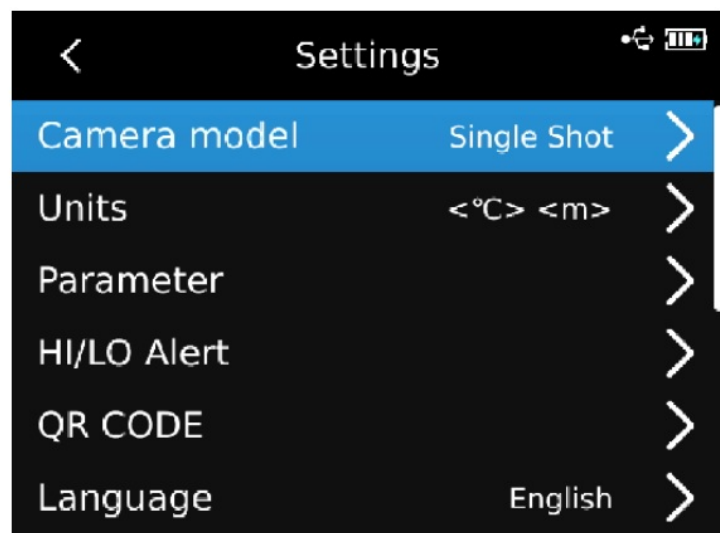 Settings
Camera model Single Shot
Units <℃> <m>
Parameter
HI/LO Alert
QR CODE
Language English